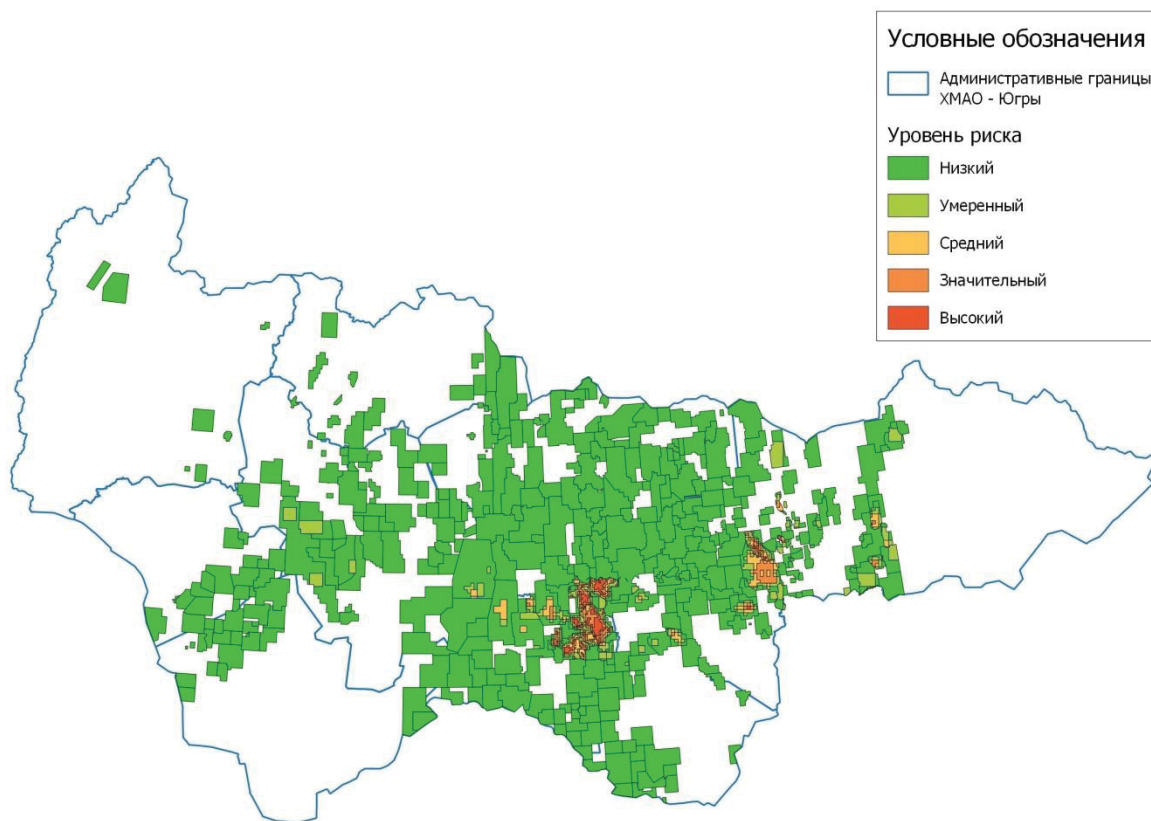 Условные обозначения
Административные границы
ХМАО - Югры
Уровень риска
Низкий
Умеренный
Средний
Значительный
Высокий